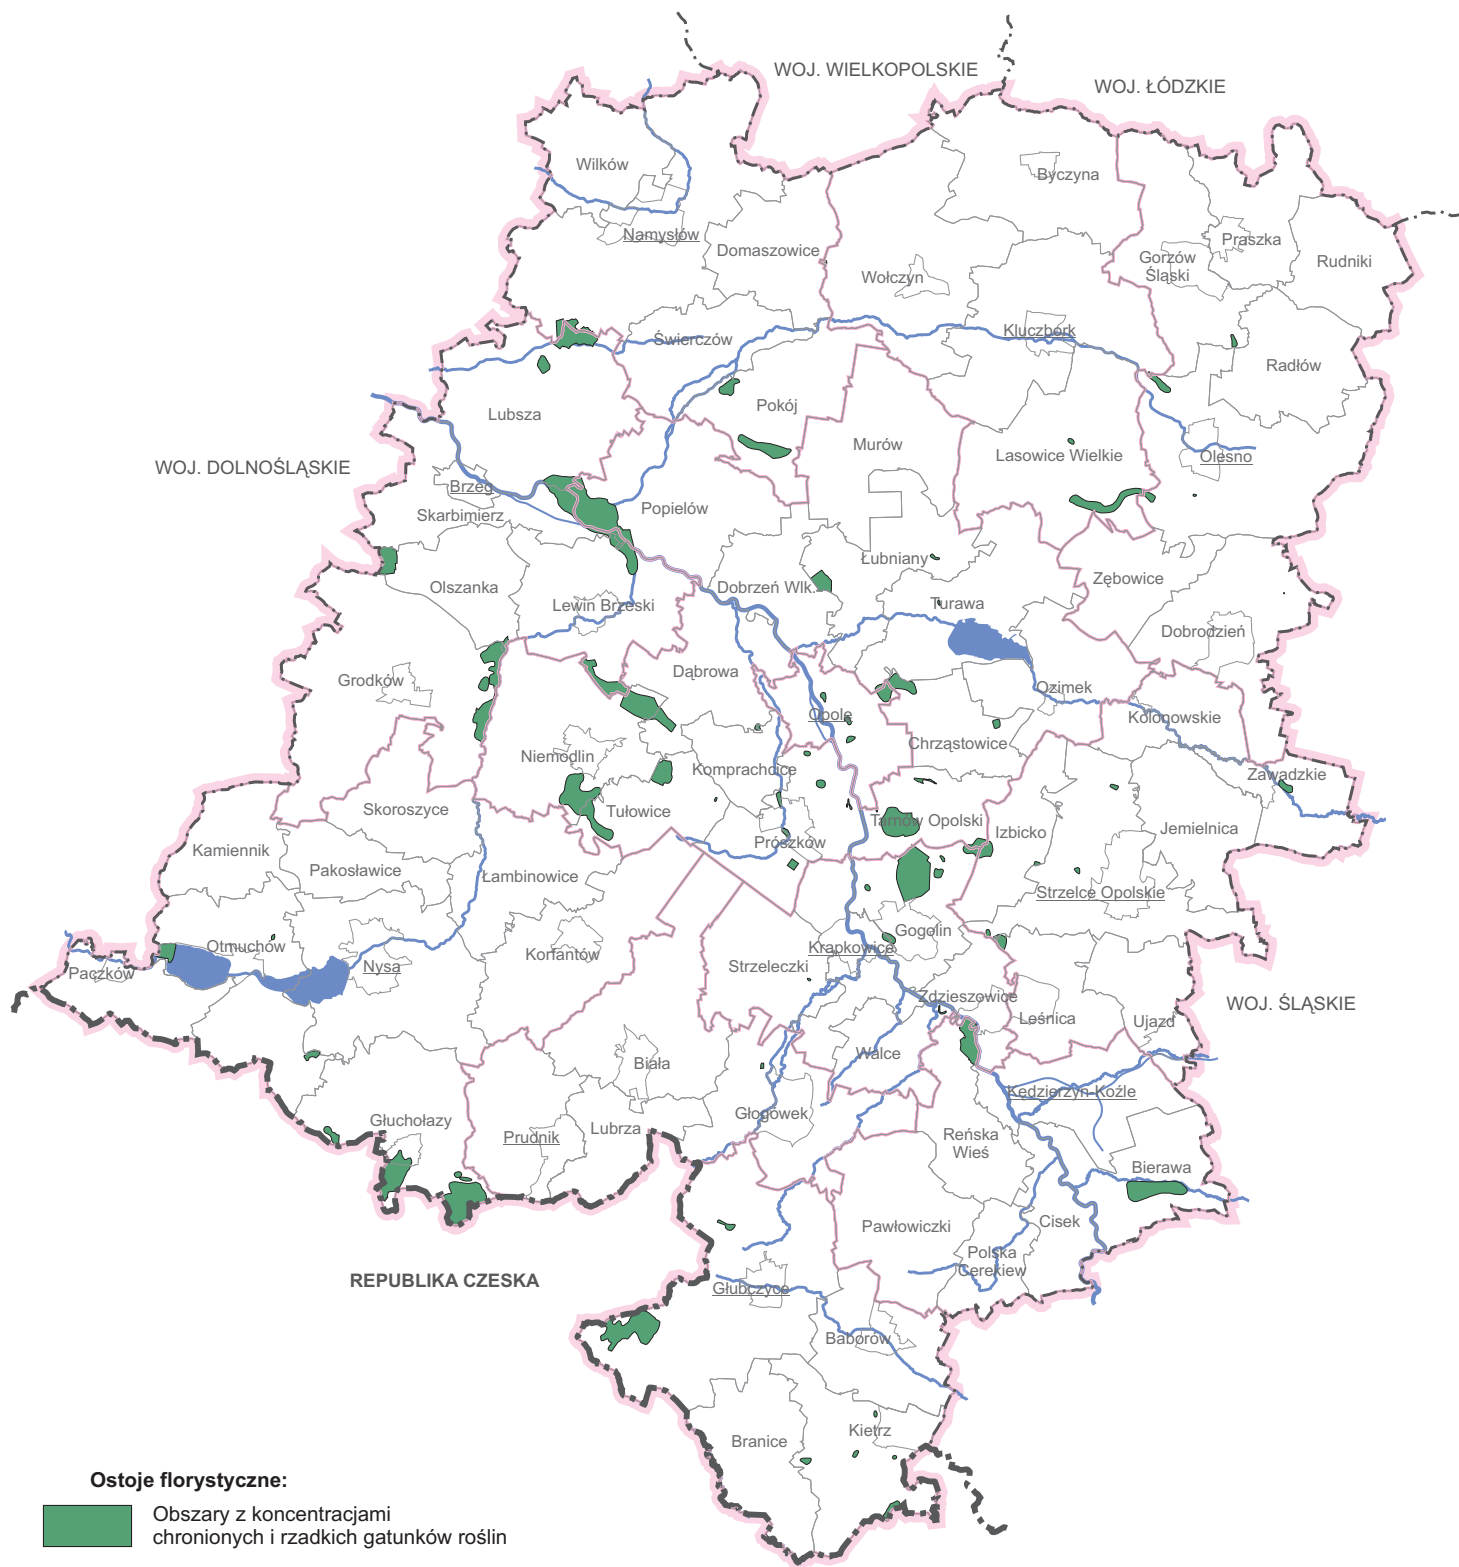 WOJ. WIELKOPOLSKIE
WOJ. ŁÓDZKIE
Wilków
Byczyna
Namysłów
Domaszowice
Praszka
Gorzów
Śląski
Rudniki
Wołczyn
Świerczów
Kluczbork
Radłów
Pokój
Lubsza
Murów
Lasowice Wielkie
Olesno
WOJ. DOLNOŚLĄSKIE
Brzeg
Skarbimierz
Popielów
Łubniany
Zębowice
Olszanka
Dobrzeń Wlk.
Lewin Brzeski
Turawa
Dobrodzień
Grodków
Dąbrowa
Ozimek
Opole
Kolonowskie
Chrząstowice
Niemodlin
Komprachcice
Zawadzkie
Skoroszyce
Tułowice
Tarnów Opolski
Izbicko
Jemielnica
Prószków
Kamiennik
Pakosławice
Łambinowice
Strzelce Opolskie
Gogolin
Otmuchów
Krapkowice
Korfantów
Nysa
Strzeleczki
Paczków
Zdzieszowice
WOJ. ŚLĄSKIE
Leśnica
Ujazd
Walce
Biała
Kędzierzyn-Koźle
Głogówek
Głuchołazy
Lubrza
Prudnik
Reńska
Wieś
Bierawa
Pawłowiczki
Cisek
Polska
Cerekiew
REPUBLIKA CZESKA
Głubczyce
Baborów
Kietrz
Branice
Ostoje florystyczne:
Obszary z koncentracjami
chronionych i rzadkich gatunków roślin